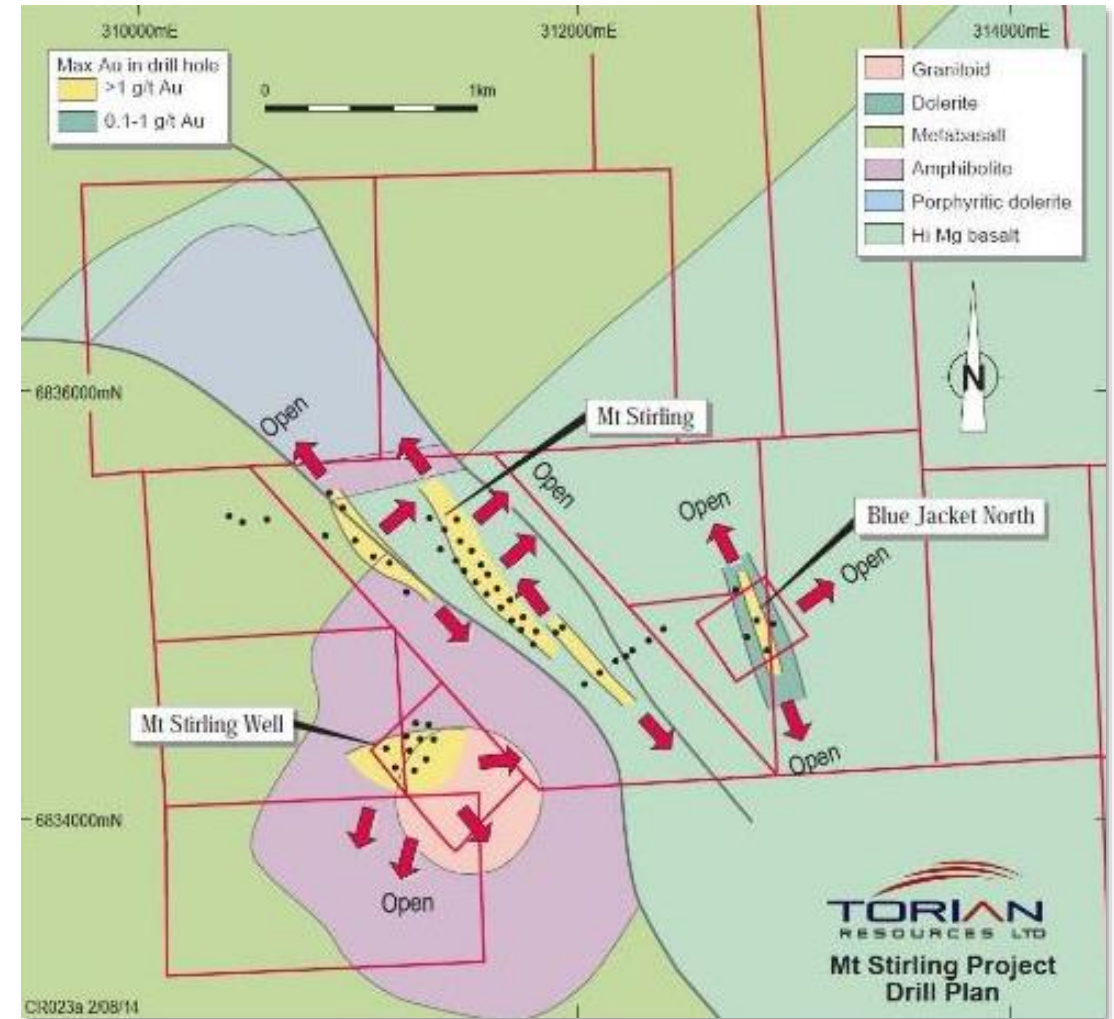 310000mE
312000mE
314000mE
Max Au in drill hole
>1 g/t Au
0.1-1 g/t Au
0
1km
Granitoid
Dolerite
Metabasalt
Amphibolite
Porphyritic dolerite
Hi Mg basalt
6836000mN
N
Open
Mt Stirling
Open
Open
Blue Jacket North
Open
Mt Stirling Well
Open
6834000mN
Open
TORIAN
RESOURCES LTD
Mt Stirling Project
Drill Plan
CR023a 2/08/14